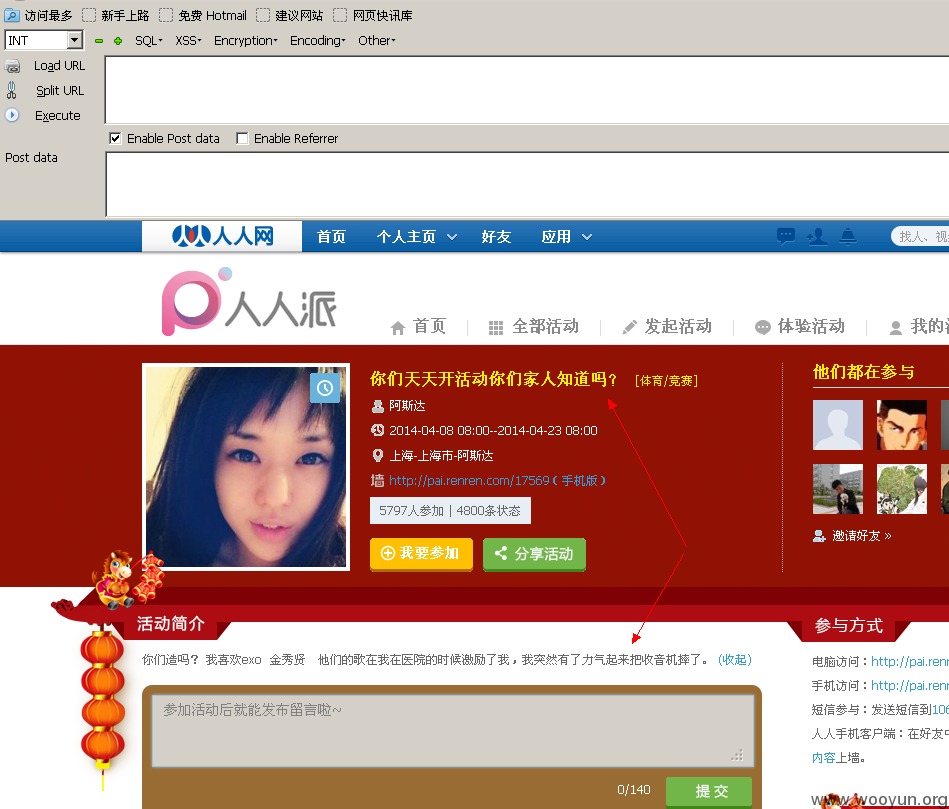 访问最多 新手上路 免费 Hotmail 建议网站 网页快讯库
INT SQL XSS Encryption Encoding Other
Load URL
Split URL
Execute
Enable Post data Enable Referrer
Post data
人人网 首页 个人主页 好友 应用 找人、视
人人派 首页 全部活动 发起活动 体验活动 我的
你们天天开活动你们家人知道吗? [体育/竞赛]
阿斯达
2014-04-08 08:00--2014-04-23 08:00
上海-上海市-阿斯达
墙 http://pai.renren.com/17569 ( 手机版 )
5797人参加 | 4800条状态
我要参加 分享活动
他们都在参与
邀请好友 »
活动简介
你们造吗? 我喜欢exo 金秀贤 他们的歌在我在医院的时候激励了我，我突然有了力气起来把收音机摔了。 (收起)
参加活动后就能发布留言啦~
0/140 提 交
参与方式
电脑访问：http://pai.ren
手机访问：http://pai.ren
短信参与：发送短信到106
人人手机客户端：在好友
内容上墙。
www.wooyun.org